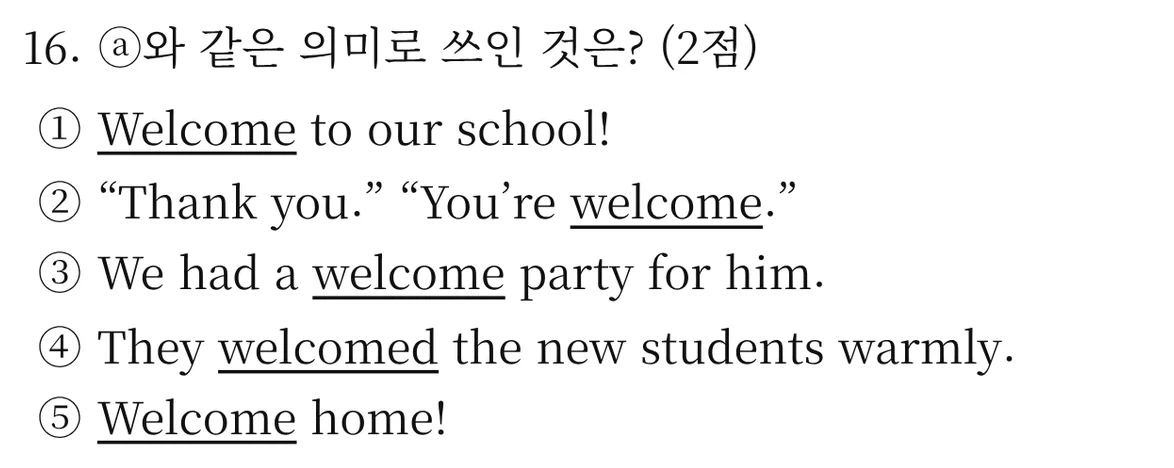 16. ⓐ와 같은 의미로 쓰인 것은? (2점)
① Welcome to our school!
② “Thank you.” “You’re welcome.”
③ We had a welcome party for him.
④ They welcomed the new students warmly.
⑤ Welcome home!